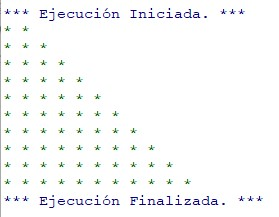 *** Ejecución Iniciada. ***
* *
* * *
* * * *
* * * * *
* * * * * *
* * * * * * *
* * * * * * * *
* * * * * * * * *
* * * * * * * * * *
* * * * * * * * * * *
*** Ejecución Finalizada. ***